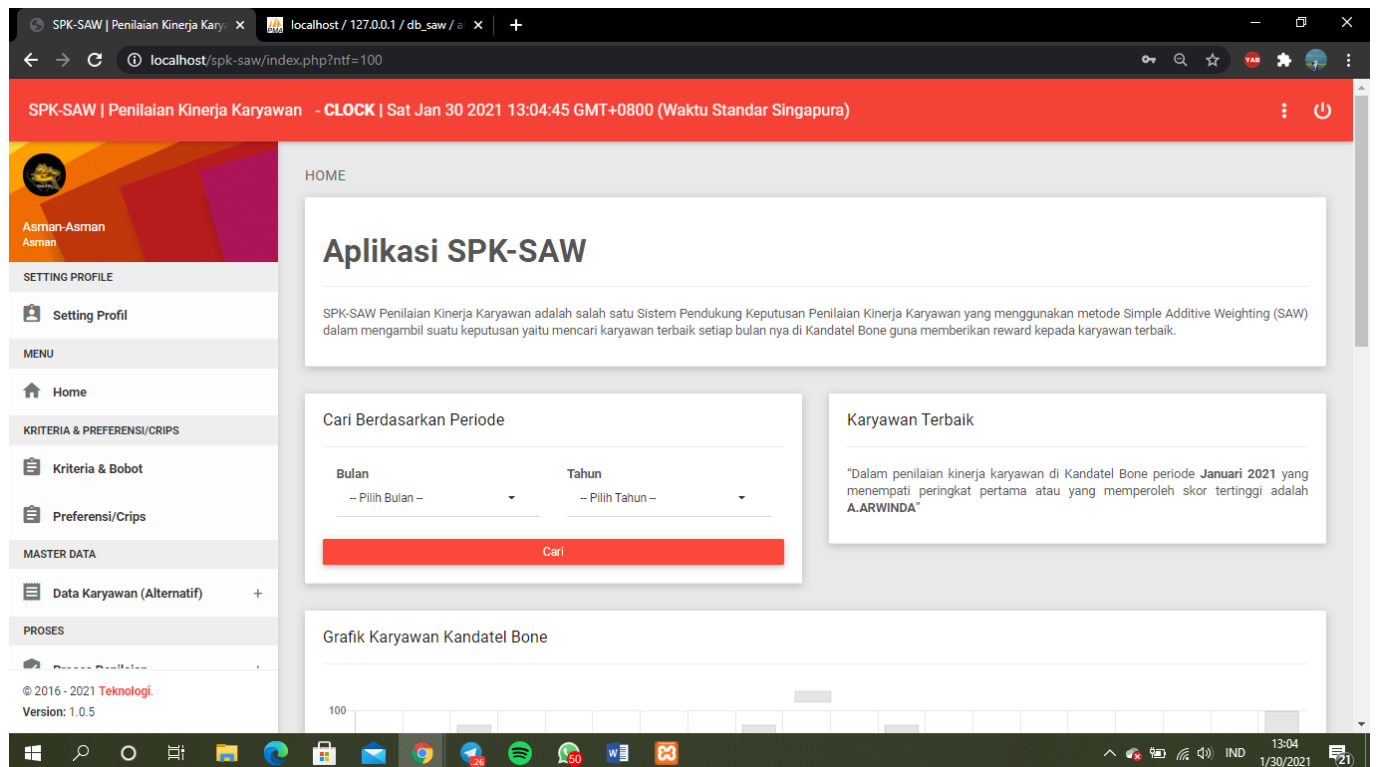 SPK-SAW | Penilaian Kinerja Kary
localhost / 127.0.0.1 / db_saw / a
localhost/spk-saw/index.php?ntf=100
YAB
SPK-SAW | Penilaian Kinerja Karyawan - CLOCK | Sat Jan 30 2021 13:04:45 GMT+0800 (Waktu Standar Singapura)
Asman-Asman
Asman
SETTING PROFILE
Setting Profil
MENU
Home
KRITERIA & PREFERENSI/CRIPS
Kriteria & Bobot
Preferensi/Crips
MASTER DATA
Data Karyawan (Alternatif) +
PROSES
Proses Penilaian
© 2016 - 2021 Teknologi.
Version: 1.0.5
HOME
Aplikasi SPK-SAW
SPK-SAW Penilaian Kinerja Karyawan adalah salah satu Sistem Pendukung Keputusan Penilaian Kinerja Karyawan yang menggunakan metode Simple Additive Weighting (SAW)
dalam mengambil suatu keputusan yaitu mencari karyawan terbaik setiap bulan nya di Kandatel Bone guna memberikan reward kepada karyawan terbaik.
Cari Berdasarkan Periode
Bulan
-- Pilih Bulan --
Tahun
-- Pilih Tahun --
Cari
Karyawan Terbaik
"Dalam penilaian kinerja karyawan di Kandatel Bone periode Januari 2021 yang
menempati peringkat pertama atau yang memperoleh skor tertinggi adalah
A.ARWINDA"
Grafik Karyawan Kandatel Bone
100
26
50
IND
13:04
1/30/2021
21